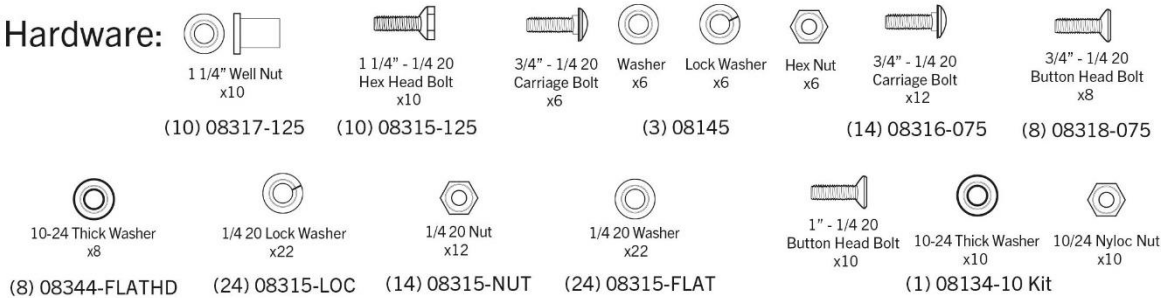 Hardware:
1 1/4" Well Nut
x10
(10) 08317-125
1 1/4" - 1/4 20
Hex Head Bolt
x10
(10) 08315-125
3/4" - 1/4 20
Carriage Bolt
x6
Washer
x6
Lock Washer
x6
Hex Nut
x6
(3) 08145
3/4" - 1/4 20
Carriage Bolt
x12
(14) 08316-075
3/4" - 1/4 20
Button Head Bolt
x8
(8) 08318-075
10-24 Thick Washer
x8
(8) 08344-FLATHD
1/4 20 Lock Washer
x22
(24) 08315-LOC
1/4 20 Nut
x12
(14) 08315-NUT
1/4 20 Washer
x22
(24) 08315-FLAT
1" - 1/4 20
Button Head Bolt
x10
10-24 Thick Washer
x10
10/24 Nyloc Nut
x10
(1) 08134-10 Kit